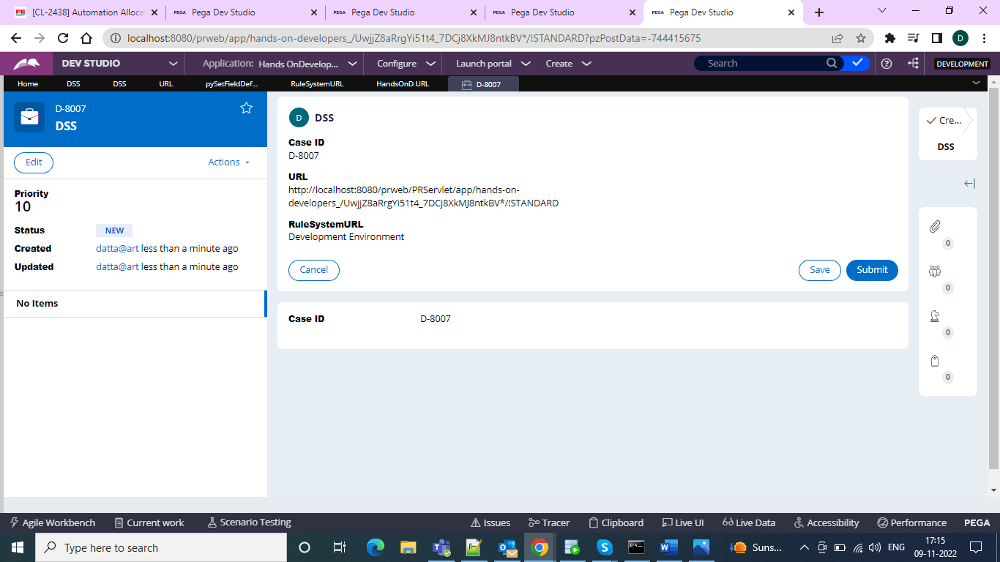 [CL-2438] Automation Alloca
PEGA Pega Dev Studio
PEGA Pega Dev Studio
PEGA Pega Dev Studio
PEGA Pega Dev Studio
localhost:8080/prweb/app/hands-on-developers_/UwjjZ8aRrgYi51t4_7DCj8XkMJ8ntkBV*/!STANDARD?pzPostData=-744415675
D
DEV STUDIO
Application: Hands OnDevelop...
Configure
Launch portal
Create
Search
DEVELOPMENT
Home
DSS
DSS
URL
pySetFieldDef...
RuleSystemURL
HandsOnD URL
D-8007
D-8007
DSS
Edit
Actions
Priority
10
Status NEW
Created datta@art less than a minute ago
Updated datta@art less than a minute ago
No Items
D DSS
Case ID
D-8007
URL
http://localhost:8080/prweb/PRServlet/app/hands-on-
developers_/UwjjZ8aRrgYi51t4_7DCj8XkMJ8ntkBV*/!STANDARD
RuleSystemURL
Development Environment
Cancel
Save
Submit
Case ID D-8007
Cre...
DSS
0
0
0
0
Agile Workbench
Current work
Scenario Testing
Issues
Tracer
Clipboard
Live UI
Live Data
Accessibility
Performance
PEGA
Type here to search
Suns...
ENG
17:15
09-11-2022